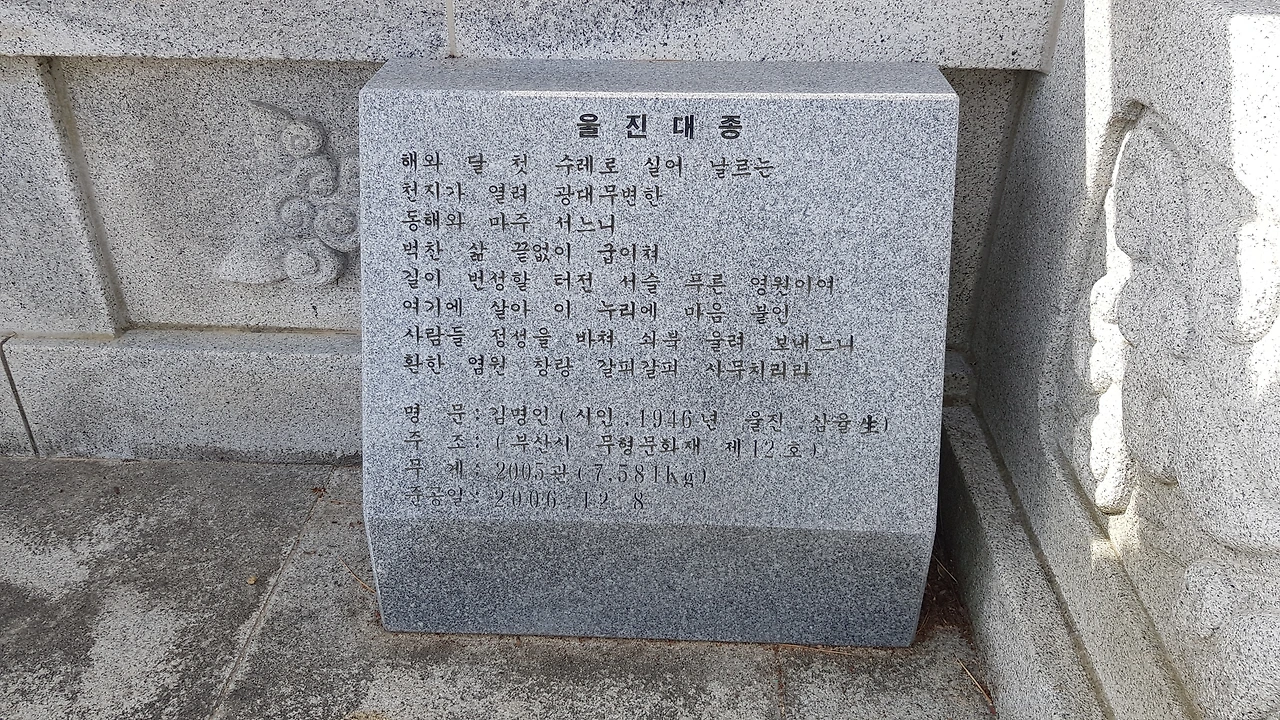 울진대종
해와 달 첫 수레로 실어 날르는
천지가 열려 광대무변한
동해와 마주 서느니
벅찬 삶 끝없이 굽이쳐
길이 번성할 터전 서슬 푸른 영원이여
여기에 살아 이 누리에 마음 붙인
사람들 정성을 바쳐 쇠북 울려 보내느니
환한 염원 창랑 갈피갈피 사무치리라
명 문 : 김명인 (시인 . 1946년 울진 . 삼율生)
주 조 : (부산시 무형문화재 제12호)
무 게 : 2005관 (7.581Kg)
준공일 : 2006. 12. 8